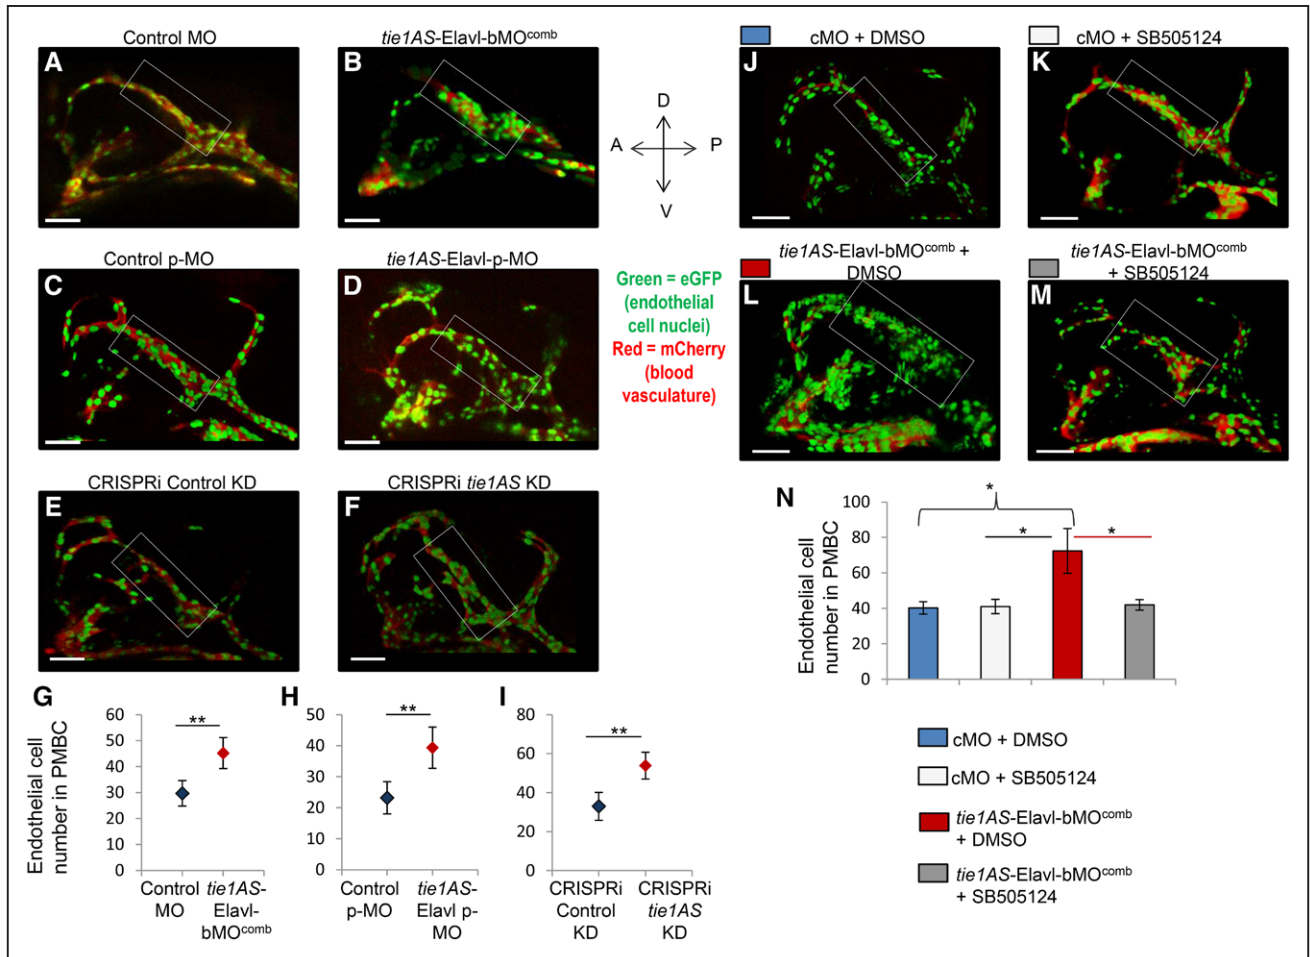 Control MO
tie1AS-Elavl-bMOcomb
A
B
Control p-MO
tie1AS-Elavl-p-MO
C
D
CRISPRi Control KD
CRISPRi tie1AS KD
E
F
D
A
P
V
Green = eGFP
(endothelial
cell nuclei)
Red = mCherry
(blood
vasculature)
cMO + DMSO
cMO + SB505124
J
K
tie1AS-Elavl-bMOcomb +
DMSO
tie1AS-Elavl-bMOcomb
+ SB505124
L
M
G
Endothelial cell
number in PMBC
60
50
40
30
20
10
0
**
Control
MO
tie1AS-
Elavl-
bMOcomb
H
50
40
30
20
10
0
**
Control
p-MO
tie1AS-
Elavl p-
MO
I
80
60
40
20
0
**
CRISPRi
Control
KD
CRISPRi
tie1AS
KD
N
Endothelial cell
number in PMBC
100
80
60
40
20
0
*
*
*
cMO + DMSO
cMO + SB505124
tie1AS-Elavl-bMOcomb
+ DMSO
tie1AS-Elavl-bMOcomb
+ SB505124